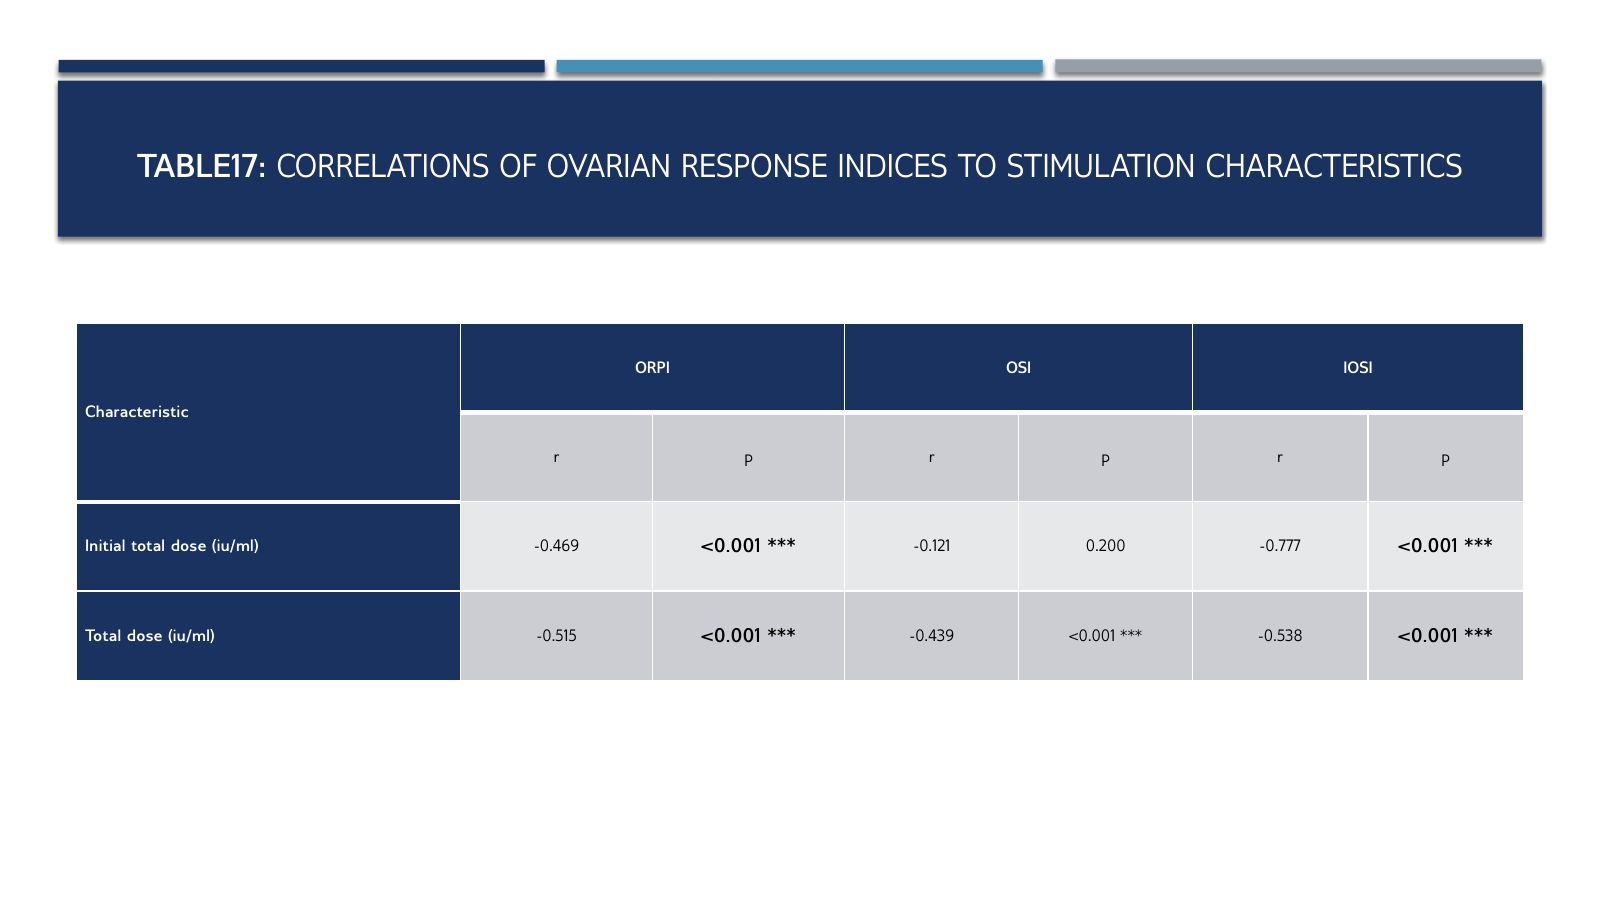 TABLE17: CORRELATIONS OF OVARIAN RESPONSE INDICES TO STIMULATION CHARACTERISTICS
Characteristic ORPI OSI IOSI
r p r p r p
Initial total dose (iu/ml) -0.469 <0.001 *** -0.121 0.200 -0.777 <0.001 ***
Total dose (iu/ml) -0.515 <0.001 *** -0.439 <0.001 *** -0.538 <0.001 ***